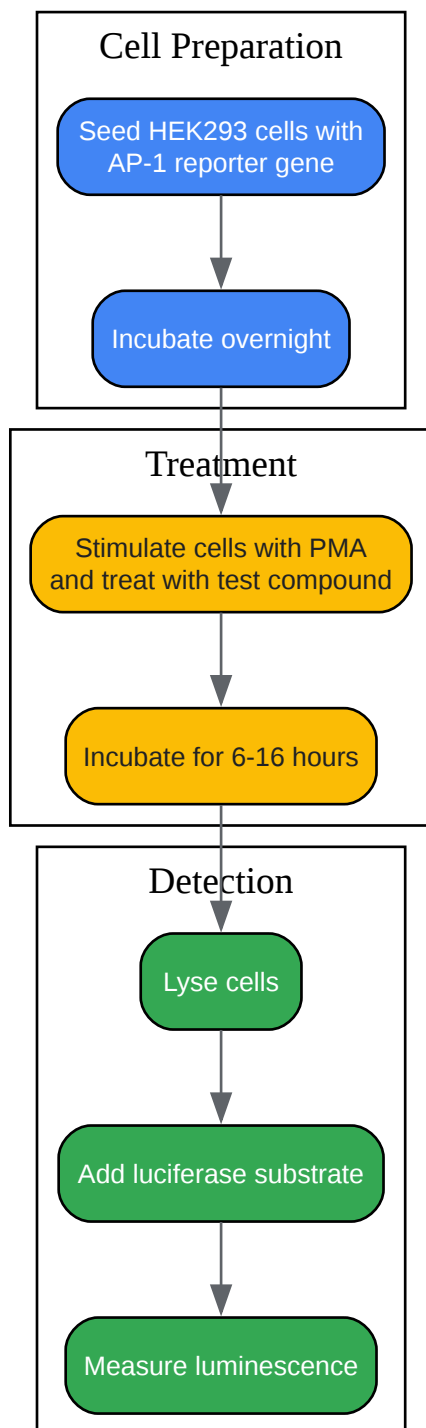 Cell Preparation
Seed HEK293 cells with
AP-1 reporter gene
Incubate overnight
Treatment
Stimulate cells with PMA
and treat with test compound
Incubate for 6-16 hours
Detection
Lyse cells
Add luciferase substrate
Measure luminescence